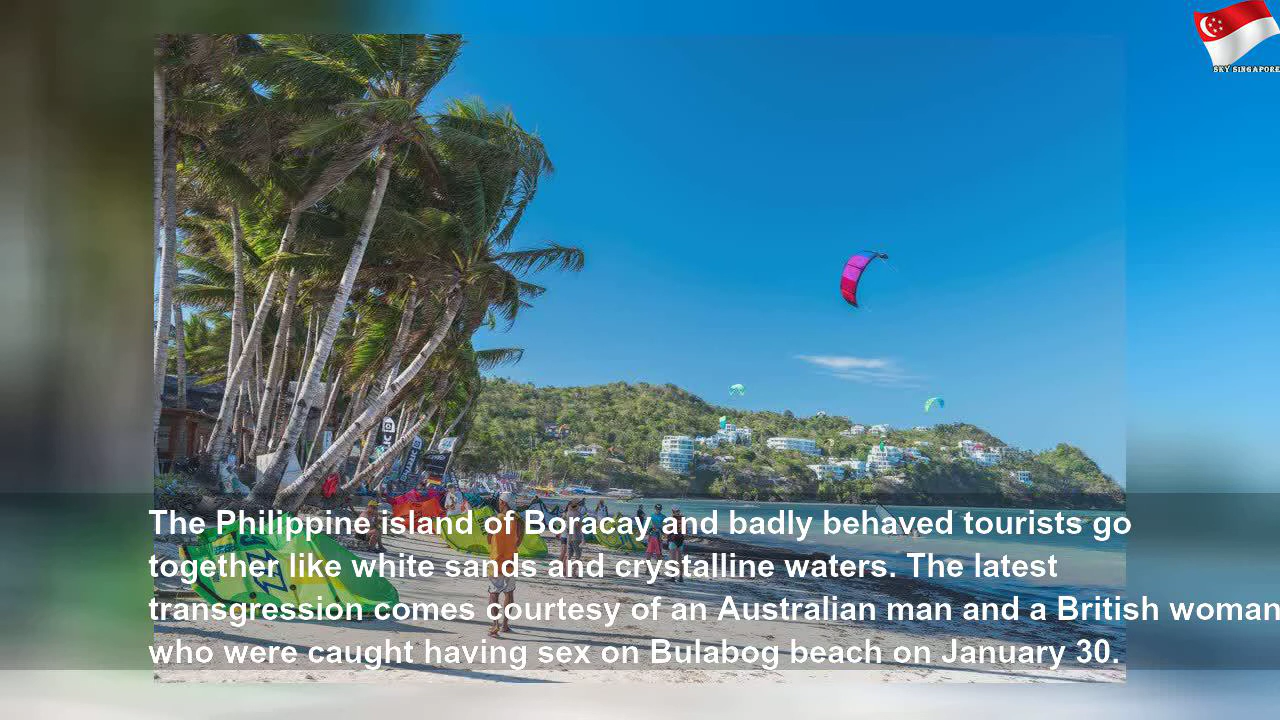 SKY SINGAPORE
The Philippine island of Boracay and badly behaved tourists go
together like white sands and crystalline waters. The latest
transgression comes courtesy of an Australian man and a British woman
who were caught having sex on Bulabog beach on January 30.